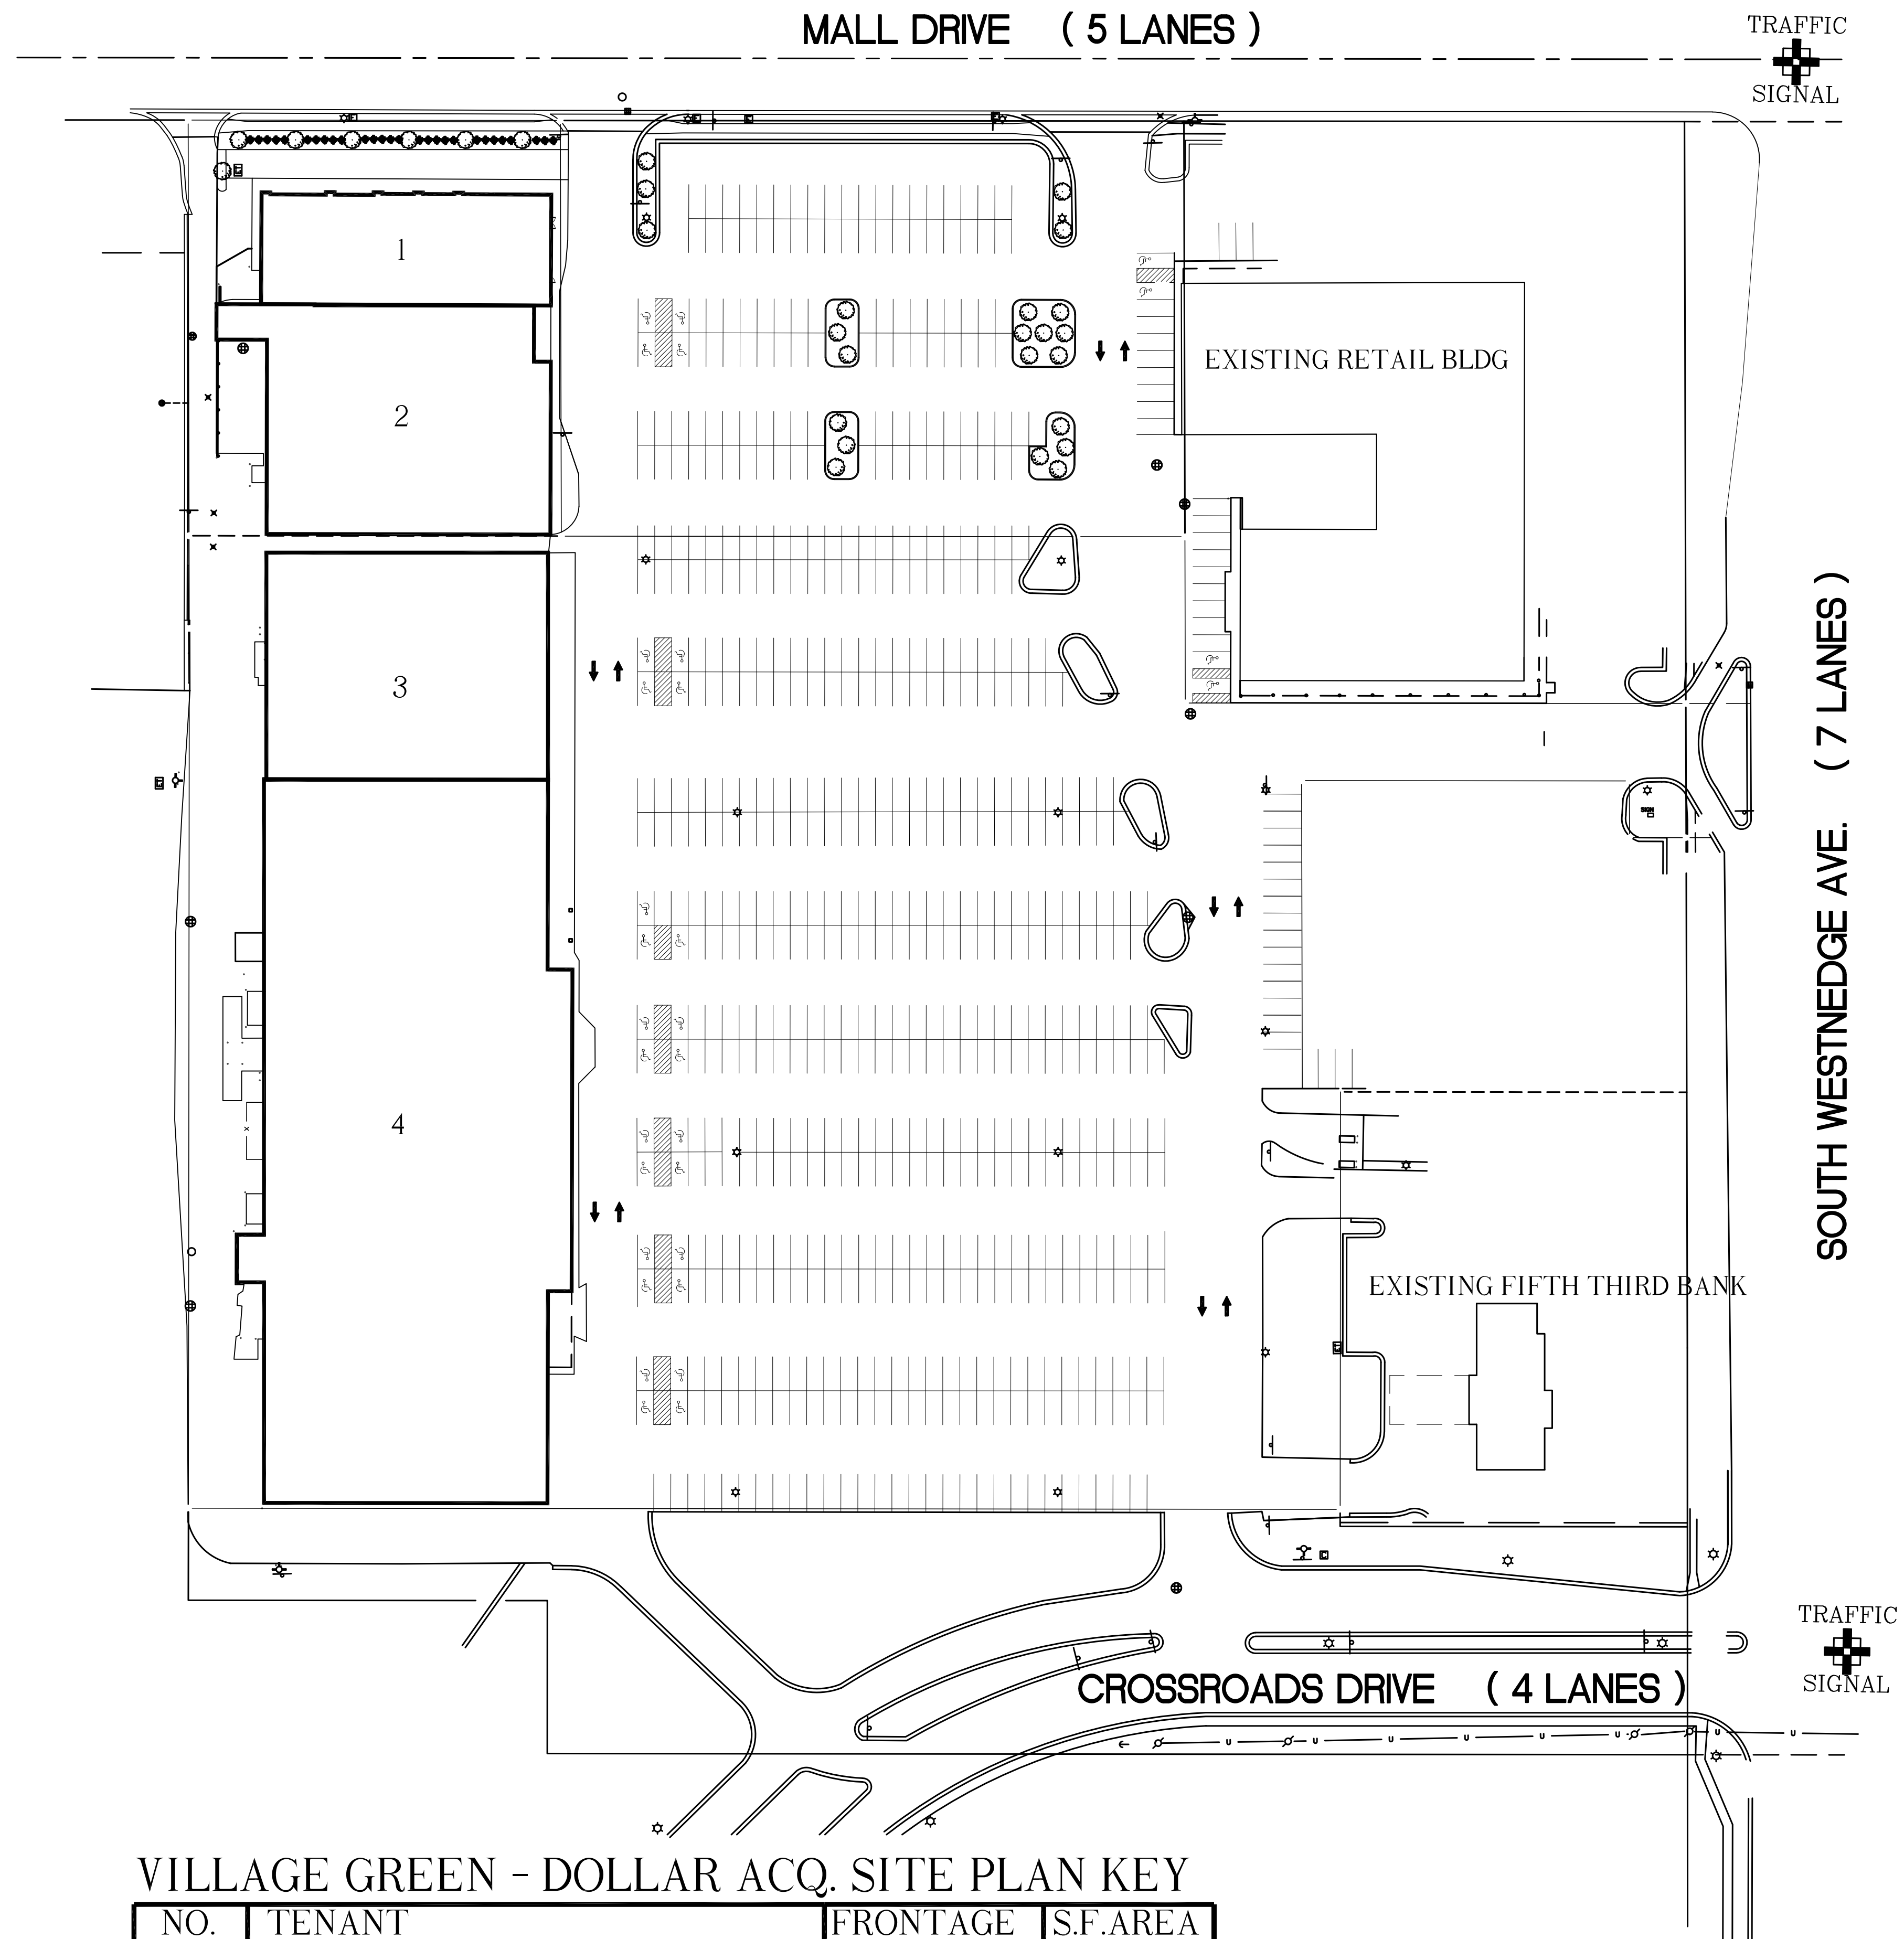 MALL DRIVE ( 5 LANES )
TRAFFIC
SIGNAL
1
EXISTING RETAIL BLDG
2
3
SOUTH WESTNEDGE AVE. ( 7 LANES )
SIGN
4
EXISTING FIFTH THIRD BANK
TRAFFIC
SIGNAL
CROSSROADS DRIVE ( 4 LANES )
U U U U U U U U
VILLAGE GREEN - DOLLAR ACQ. SITE PLAN KEY
NO. TENANT FRONTAGE S.F.AREA